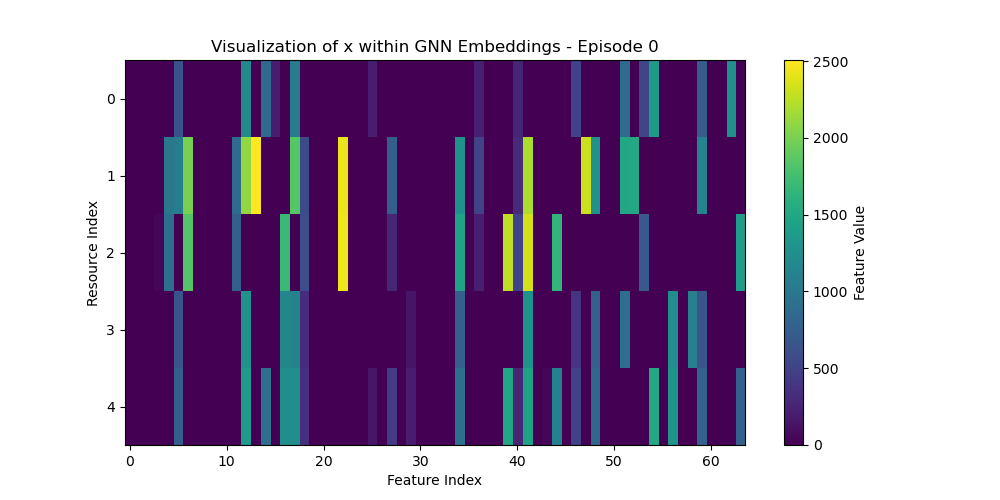 Visualization of x within GNN Embeddings - Episode 0
Resource Index
0
1
2
3
4
0 10 20 30 40 50 60
Feature Index
2500
2000
1500
1000
500
0
Feature Value